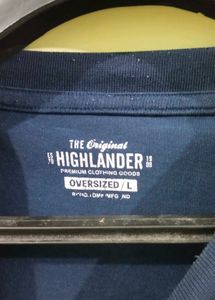 THE Original
HIGHLANDER
PREMIUM CLOTHING GOODS
OVERSIZED / L